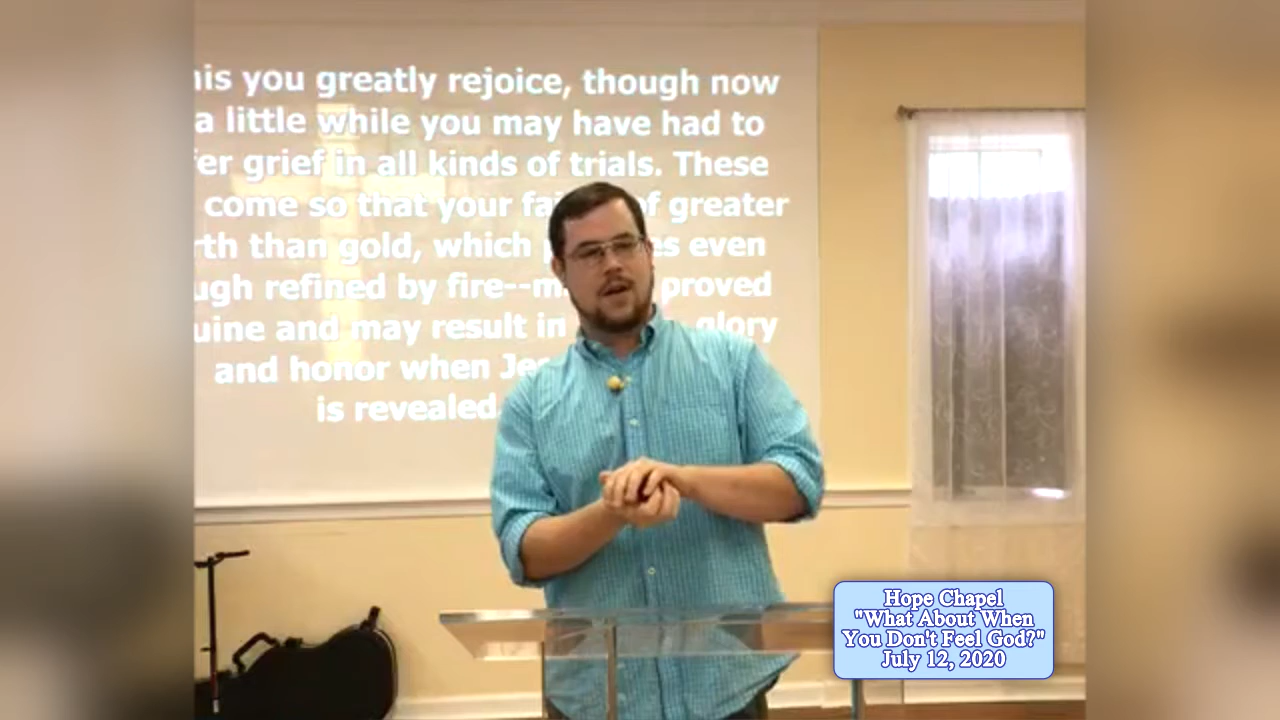 his you greatly rejoice, though now
a little while you may have had to
fer grief in all kinds of trials. These
come so that your fai of greater
rth than gold, which p es even
ugh refined by fire--m proved
uine and may result in glory
and honor when Jes
is revealed.
Hope Chapel
"What About When
You Don't Feel God?"
July 12, 2020